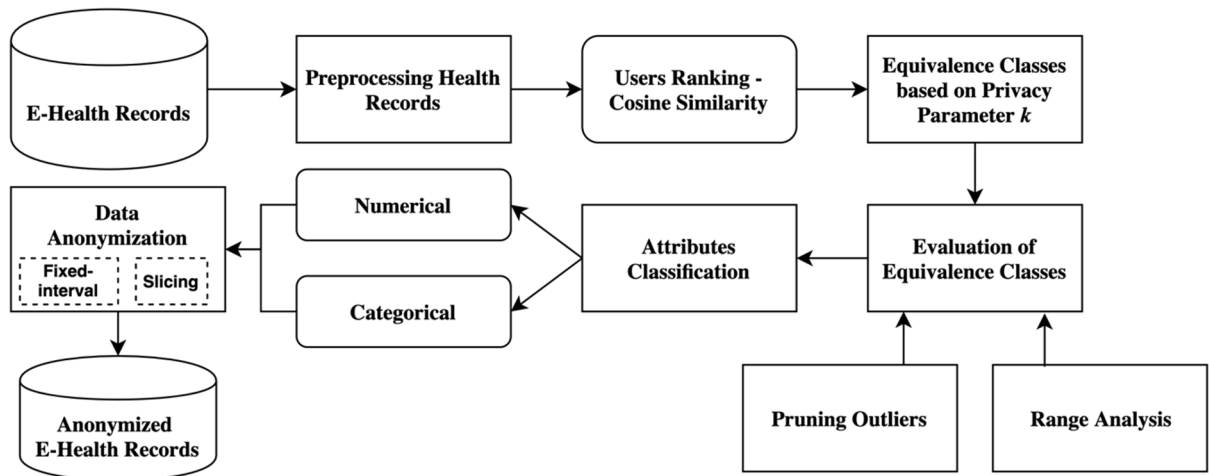 E-Health Records
Preprocessing Health
Records
Users Ranking -
Cosine Similarity
Equivalence Classes
based on Privacy
Parameter k
Evaluation of
Equivalence Classes
Pruning Outliers
Range Analysis
Attributes
Classification
Numerical
Categorical
Data
Anonymization
Fixed-
interval
Slicing
Anonymized
E-Health Records